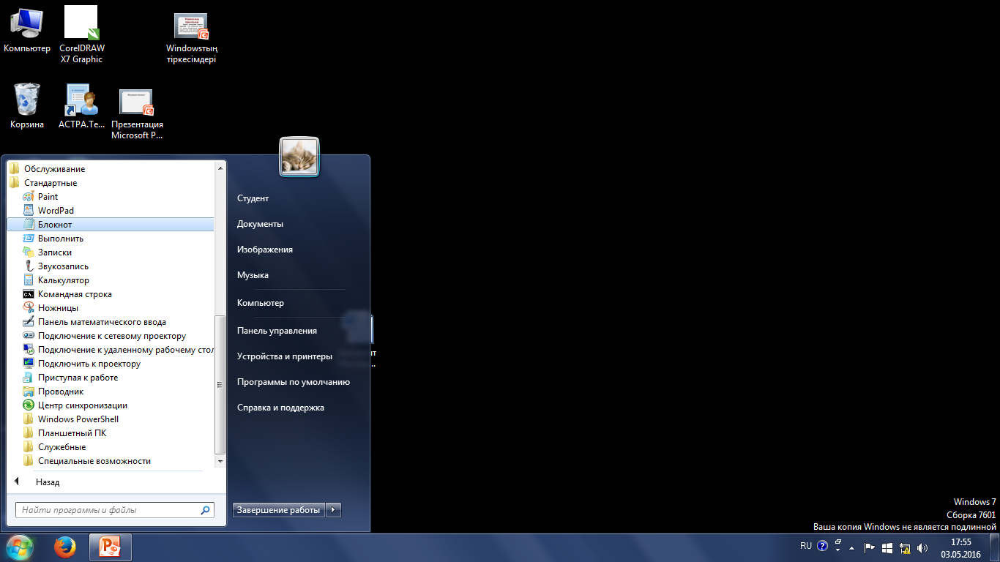 Компьютер
CorelDRAW
X7 Graphic
Windowsтың
тіркесімдері
Корзина
АСТРА.Те...
Презентация
Microsoft P...
Обслуживание
Стандартные
Paint
WordPad
Блокнот
Выполнить
Записки
Звукозапись
Калькулятор
Командная строка
Ножницы
Панель математического ввода
Подключение к сетевому проектору
Подключение к удаленному рабочему стол
Подключить к проектору
Приступая к работе
Проводник
Центр синхронизации
Windows PowerShell
Планшетный ПК
Служебные
Специальные возможности
Назад
Найти программы и файлы
Студент
Документы
Изображения
Музыка
Компьютер
Панель управления
Устройства и принтеры
Программы по умолчанию
Справка и поддержка
Завершение работы
Windows 7
Сборка 7601
Ваша копия Windows не является подлинной
RU
17:55
03.05.2016